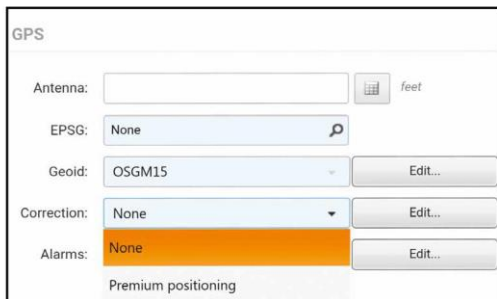 GPS
Antenna: feet
EPSG: None
Geoid: OSGM15 Edit...
Correction: None Edit...
None
Alarms: Edit...
Premium positioning